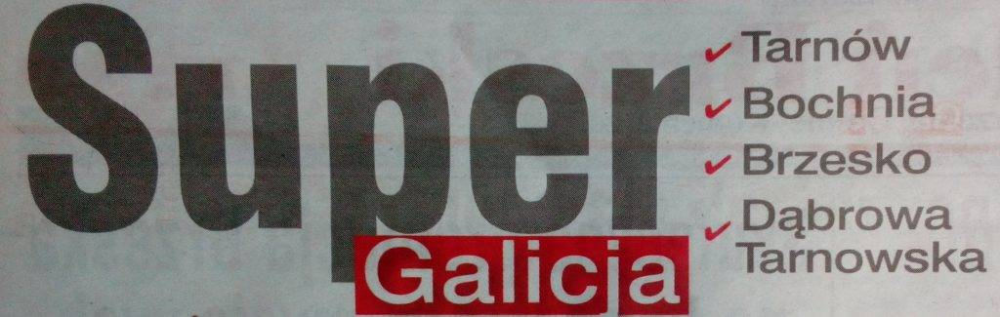 Super
Galicja
Tarnów
Bochnia
Brzesko
Dąbrowa
Tarnowska